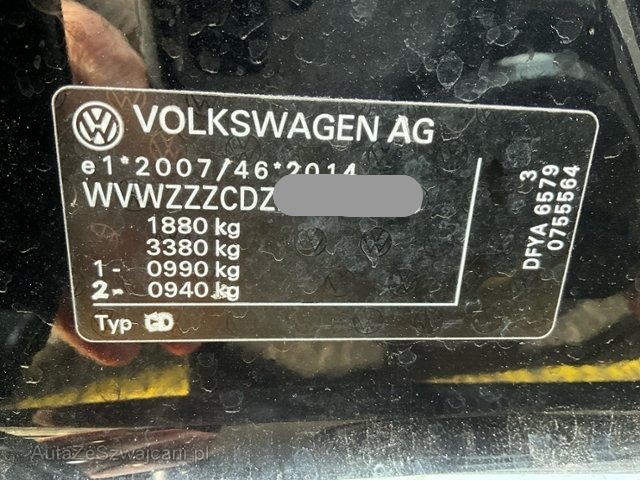 VOLKSWAGEN AG
e1*2007/46*2014
WVWZZZCDZ
1880 kg
3380 kg
1- 0990 kg
2- 0940 kg
Typ CD
3
DFYA 6579
0755564
AutaZeSzwajcarii.pl